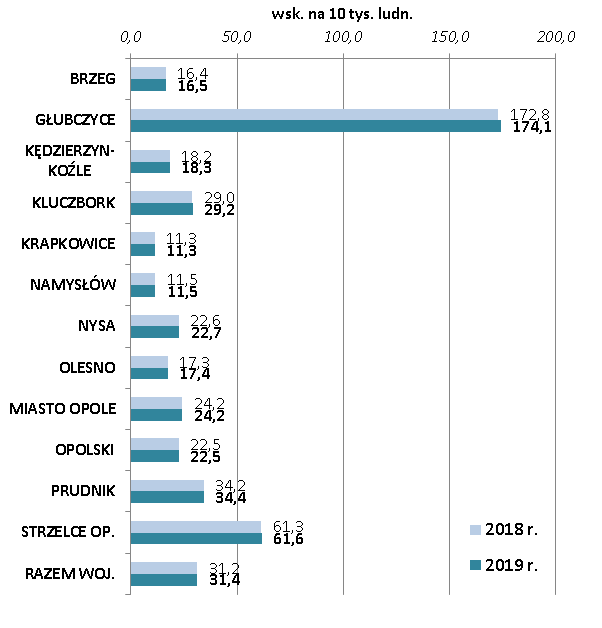 wsk. na 10 tys. ludn.
0,0 50,0 100,0 150,0 200,0
BRZEG 16,4
16,5
GŁUBCZYCE 172,8
174,1
KĘDZIERZYN-
KOŹLE 18,2
18,3
KLUCZBORK 29,0
29,2
KRAPKOWICE 11,3
11,3
NAMYSŁÓW 11,5
11,5
NYSA 22,6
22,7
OLESNO 17,3
17,4
MIASTO OPOLE 24,2
24,2
OPOLSKI 22,5
22,5
PRUDNIK 34,2
34,4
STRZELCE OP. 61,3
61,6
RAZEM WOJ. 31,2
31,4
2018 r.
2019 r.